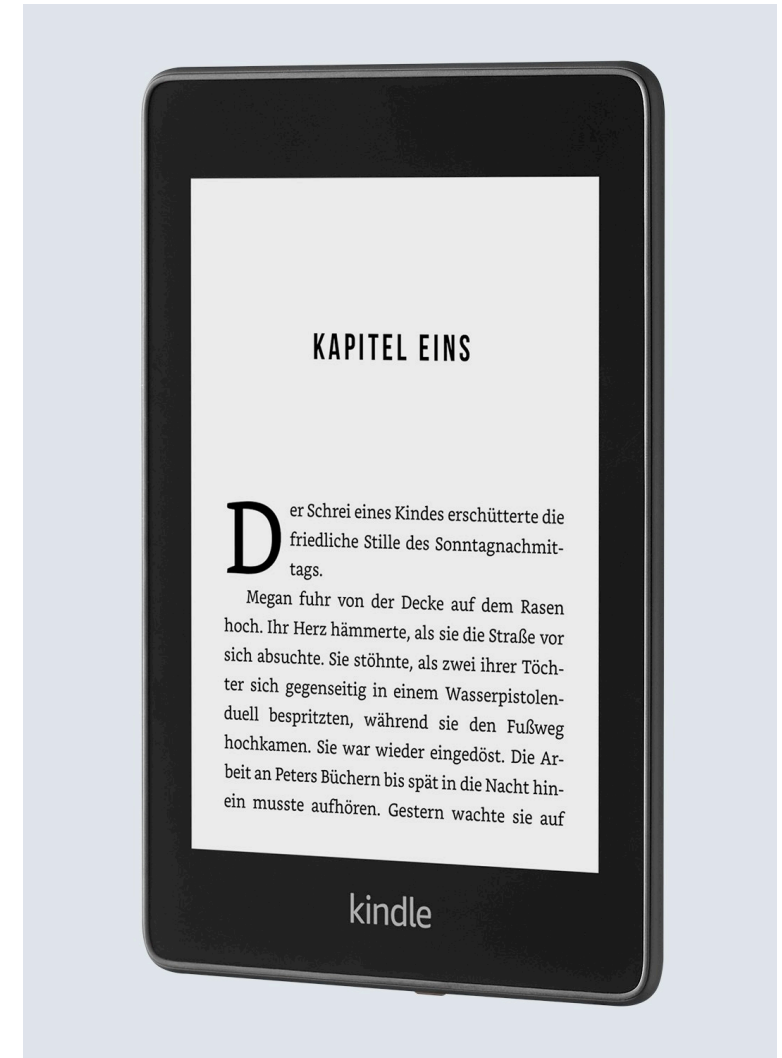 KAPITEL EINS
Der Schrei eines Kindes erschütterte die
friedliche Stille des Sonntagnachmit-
tags.
Megan fuhr von der Decke auf dem Rasen
hoch. Ihr Herz hämmerte, als sie die Straße vor
sich absuchte. Sie stöhnte, als zwei ihrer Töch-
ter sich gegenseitig in einem Wasserpistolen-
duell bespritzten, während sie den Fußweg
hochkamen. Sie war wieder eingedöst. Die Ar-
beit an Peters Büchern bis spät in die Nacht hin-
ein musste aufhören. Gestern wachte sie auf
kindle